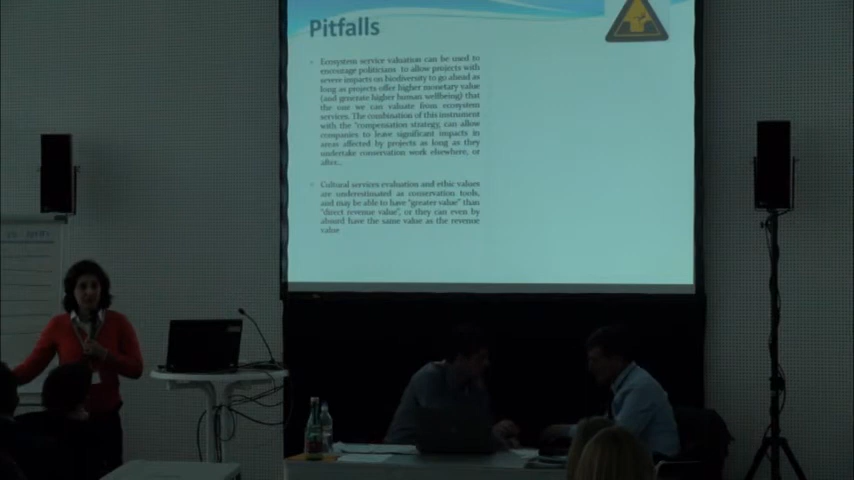 Pitfalls
Ecosystem service valuation can be used to
encourage politicians to allow projects with
severe impacts on biodiversity to go ahead as
long as projects offer higher monetary value
(and generate higher human wellbeing) that
the one we can valuate from ecosystem
services. The combination of this instrument
with the "compensation strategy, can allow
companies to leave significant impacts in
areas affected by projects as long as they
undertake conservation work elsewhere, or
after..
Cultural services evaluation and ethic values
are underestimated as conservation tools,
and may be able to have "greater value" than
"direct revenue value", or they can even by
absurd have the same value as the revenue
value